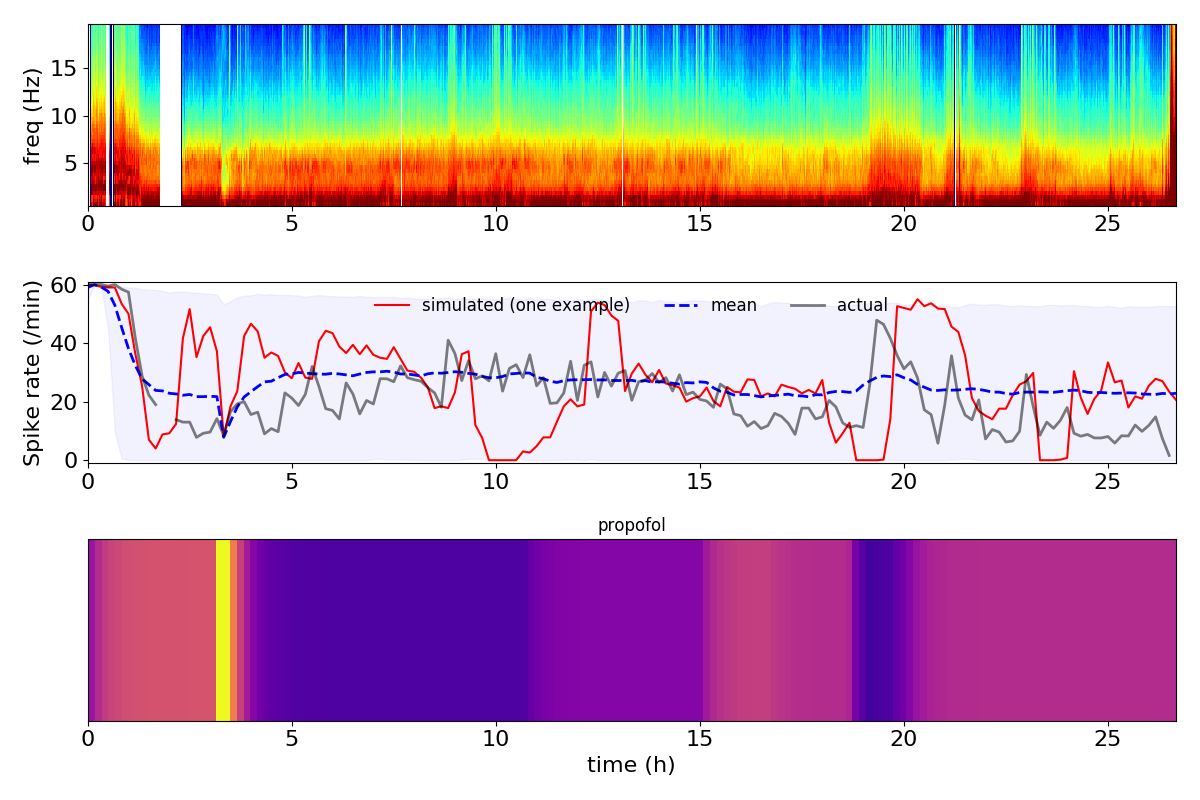 freq (Hz)
15
10
5
0 5 10 15 20 25
Spike rate (/min)
60
40
20
0
simulated (one example) mean actual
0 5 10 15 20 25
propofol
0 5 10 15 20 25
time (h)